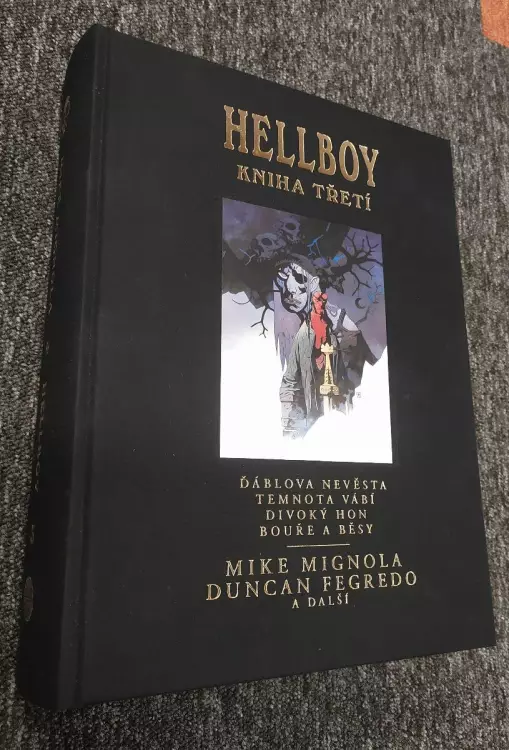 HELLBOY
KNIHA TŘETÍ
ĎÁBLOVA NEVĚSTA
TEMNOTA VÁBÍ
DIVOKÝ HON
BOUŘE A BĚSY
MIKE MIGNOLA
DUNCAN FEGREDO
A DALŠÍ